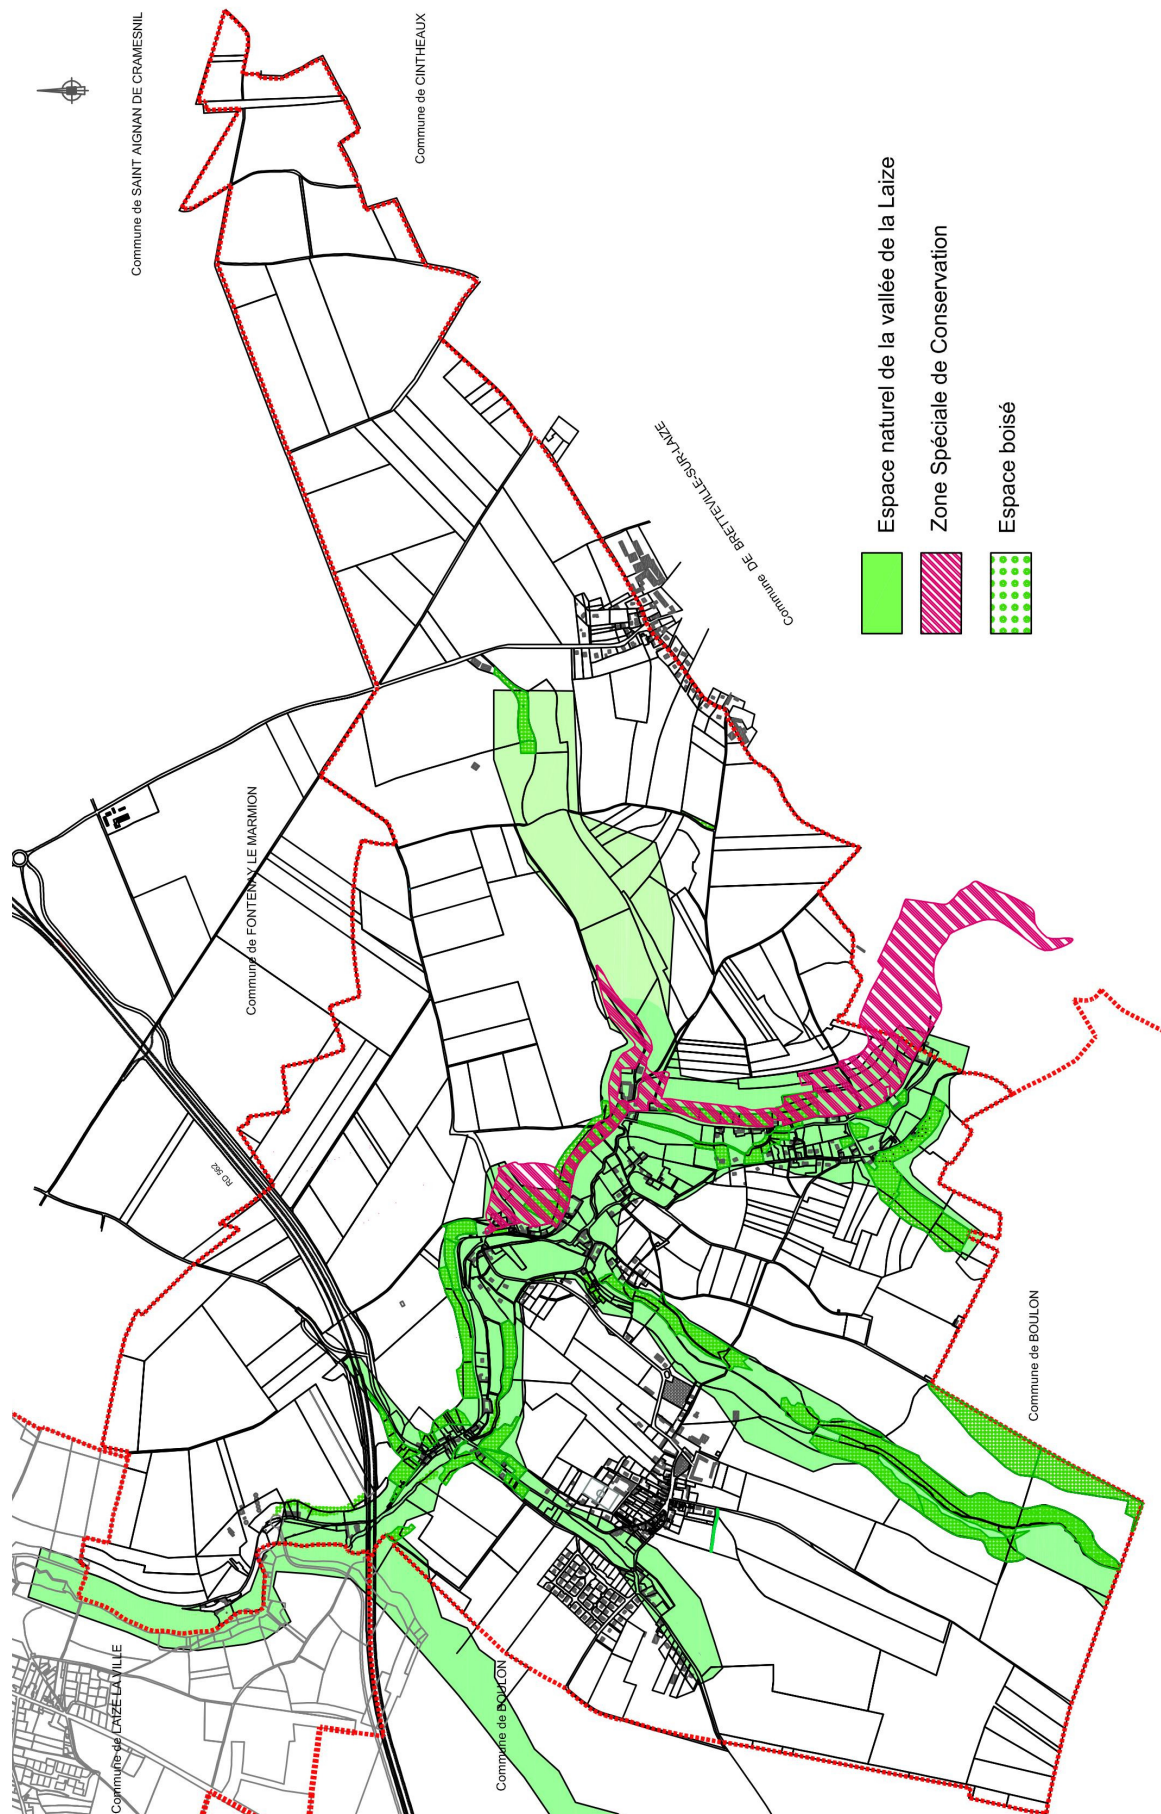 Commune de SAINT AIGNAN DE CRAMESNIL
Commune de CINTHEAUX
Commune de FONTENAY LE MARMION
Commune DE BRETTEVILLE-SUR-LAIZE
RD 562
Commune de LAIZE LA VILLE
Commune de BOULON
Commune de BOULON
Espace naturel de la vallée de la Laize
Zone Spéciale de Conservation
Espace boisé